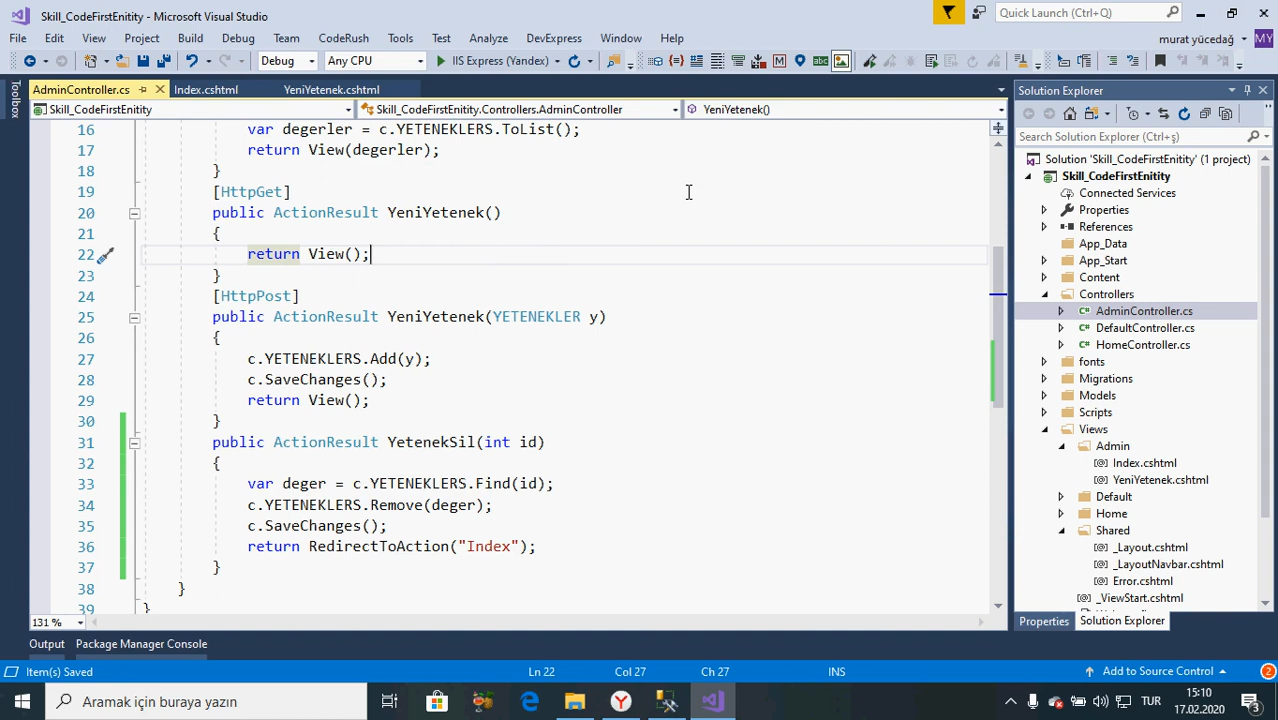 Skill_CodeFirstEnitity - Microsoft Visual Studio
Quick Launch (Ctrl+Q)
File Edit View Project Build Debug Team CodeRush Tools Test Analyze DevExpress Window Help
murat yücedağ MY
Debug Any CPU IIS Express (Yandex)
Toolbox
AdminController.cs Index.cshtml YeniYetenek.cshtml
Skill_CodeFirstEnitity Skill_CodeFirstEnitity.Controllers.AdminController YeniYetenek()
16 var degerler = c.YETENEKLERS.ToList();
17 return View(degerler);
18 }
19 [HttpGet]
20 public ActionResult YeniYetenek()
21 {
22 return View();
23 }
24 [HttpPost]
25 public ActionResult YeniYetenek(YETENEKLER y)
26 {
27 c.YETENEKLERS.Add(y);
28 c.SaveChanges();
29 return View();
30 }
31 public ActionResult YetenekSil(int id)
32 {
33 var deger = c.YETENEKLERS.Find(id);
34 c.YETENEKLERS.Remove(deger);
35 c.SaveChanges();
36 return RedirectToAction("Index");
37 }
38 }
39 }
131 %
Solution Explorer
Search Solution Explorer (Ctrl+ş)
Solution 'Skill_CodeFirstEnitity' (1 project)
Skill_CodeFirstEnitity
Connected Services
Properties
References
App_Data
App_Start
Content
Controllers
AdminController.cs
DefaultController.cs
HomeController.cs
fonts
Migrations
Models
Scripts
Views
Admin
Index.cshtml
YeniYetenek.cshtml
Default
Home
Shared
_Layout.cshtml
_LayoutNavbar.cshtml
Error.cshtml
_ViewStart.cshtml
Properties Solution Explorer
Output Package Manager Console
Item(s) Saved Ln 22 Col 27 Ch 27 INS Add to Source Control 2
Aramak için buraya yazın
TUR
15:10
17.02.2020
3